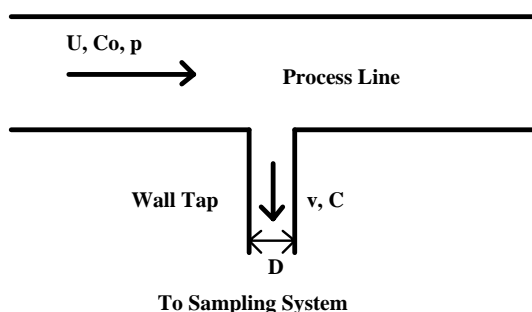 U, Co, p
Process Line
Wall Tap
v, C
D
To Sampling System